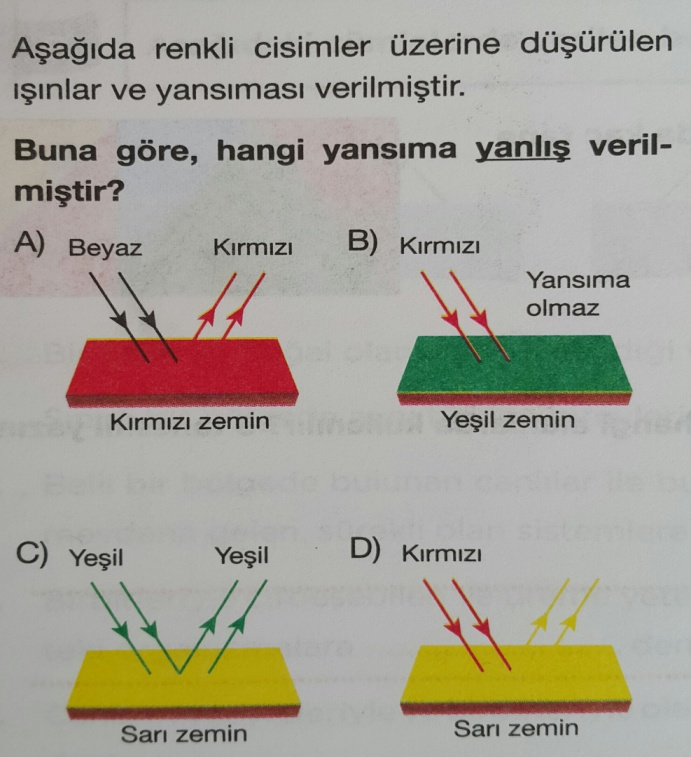 Aşağıda renkli cisimler üzerine düşürülen
ışınlar ve yansıması verilmiştir.
Buna göre, hangi yansıma yanlış veril-
miştir?
A) Beyaz Kırmızı
Kırmızı zemin
B) Kırmızı
Yansıma
olmaz
Yeşil zemin
C) Yeşil Yeşil
Sarı zemin
D) Kırmızı
Sarı zemin